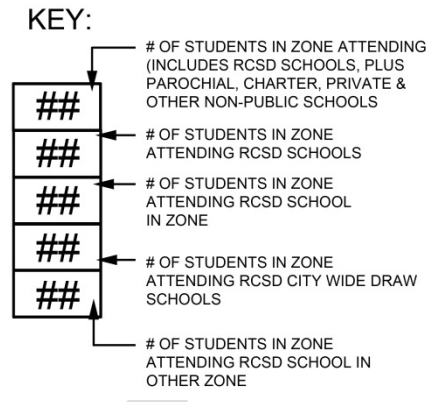 KEY:
# OF STUDENTS IN ZONE ATTENDING
(INCLUDES RCSD SCHOOLS, PLUS
PAROCHIAL, CHARTER, PRIVATE &
OTHER NON-PUBLIC SCHOOLS
##
# OF STUDENTS IN ZONE
ATTENDING RCSD SCHOOLS
##
# OF STUDENTS IN ZONE
ATTENDING RCSD SCHOOL
IN ZONE
##
##
# OF STUDENTS IN ZONE
ATTENDING RCSD CITY WIDE DRAW
SCHOOLS
##
# OF STUDENTS IN ZONE
ATTENDING RCSD SCHOOL IN
OTHER ZONE